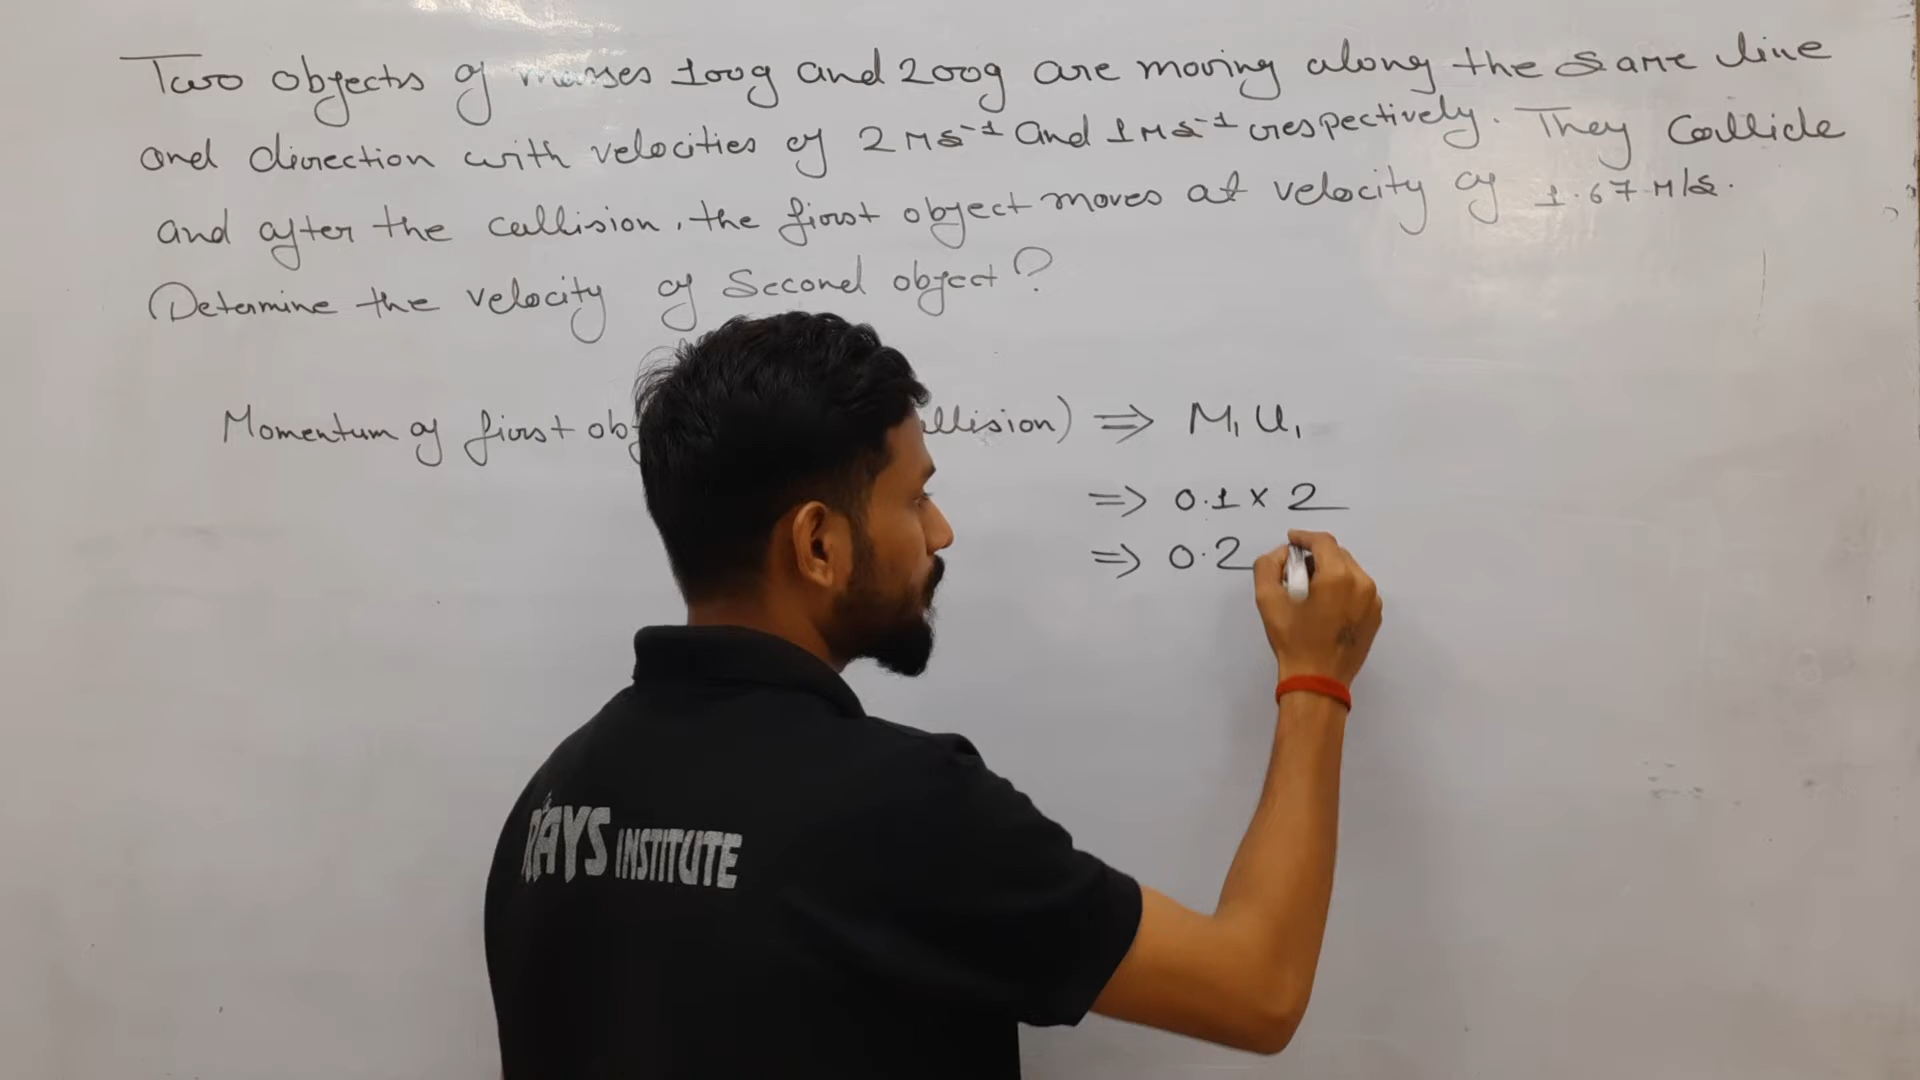 Two objects of masses 100g and 200g are moving along the same line
and direction with velocities of 2 ms⁻¹ and 1 ms⁻¹ respectively. They Collide
and after the collision, the first object moves at velocity of 1.67 m/s.
Determine the velocity of Second object?
Momentum of first ob llision) ⇒ M₁ U₁
⇒ 0.1 × 2
⇒ 0.2
RAYS INSTITUTE